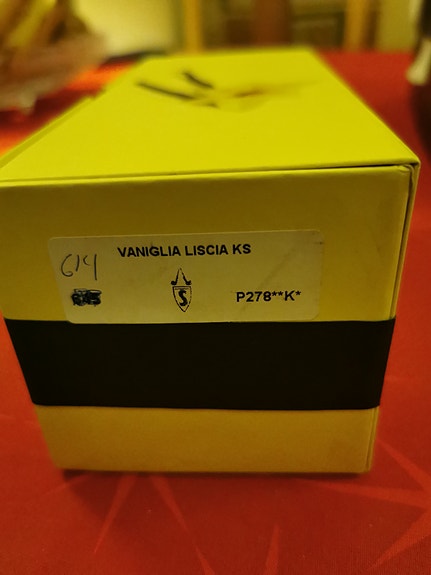 VANIGLIA LISCIA KS
614
S
P278**K*